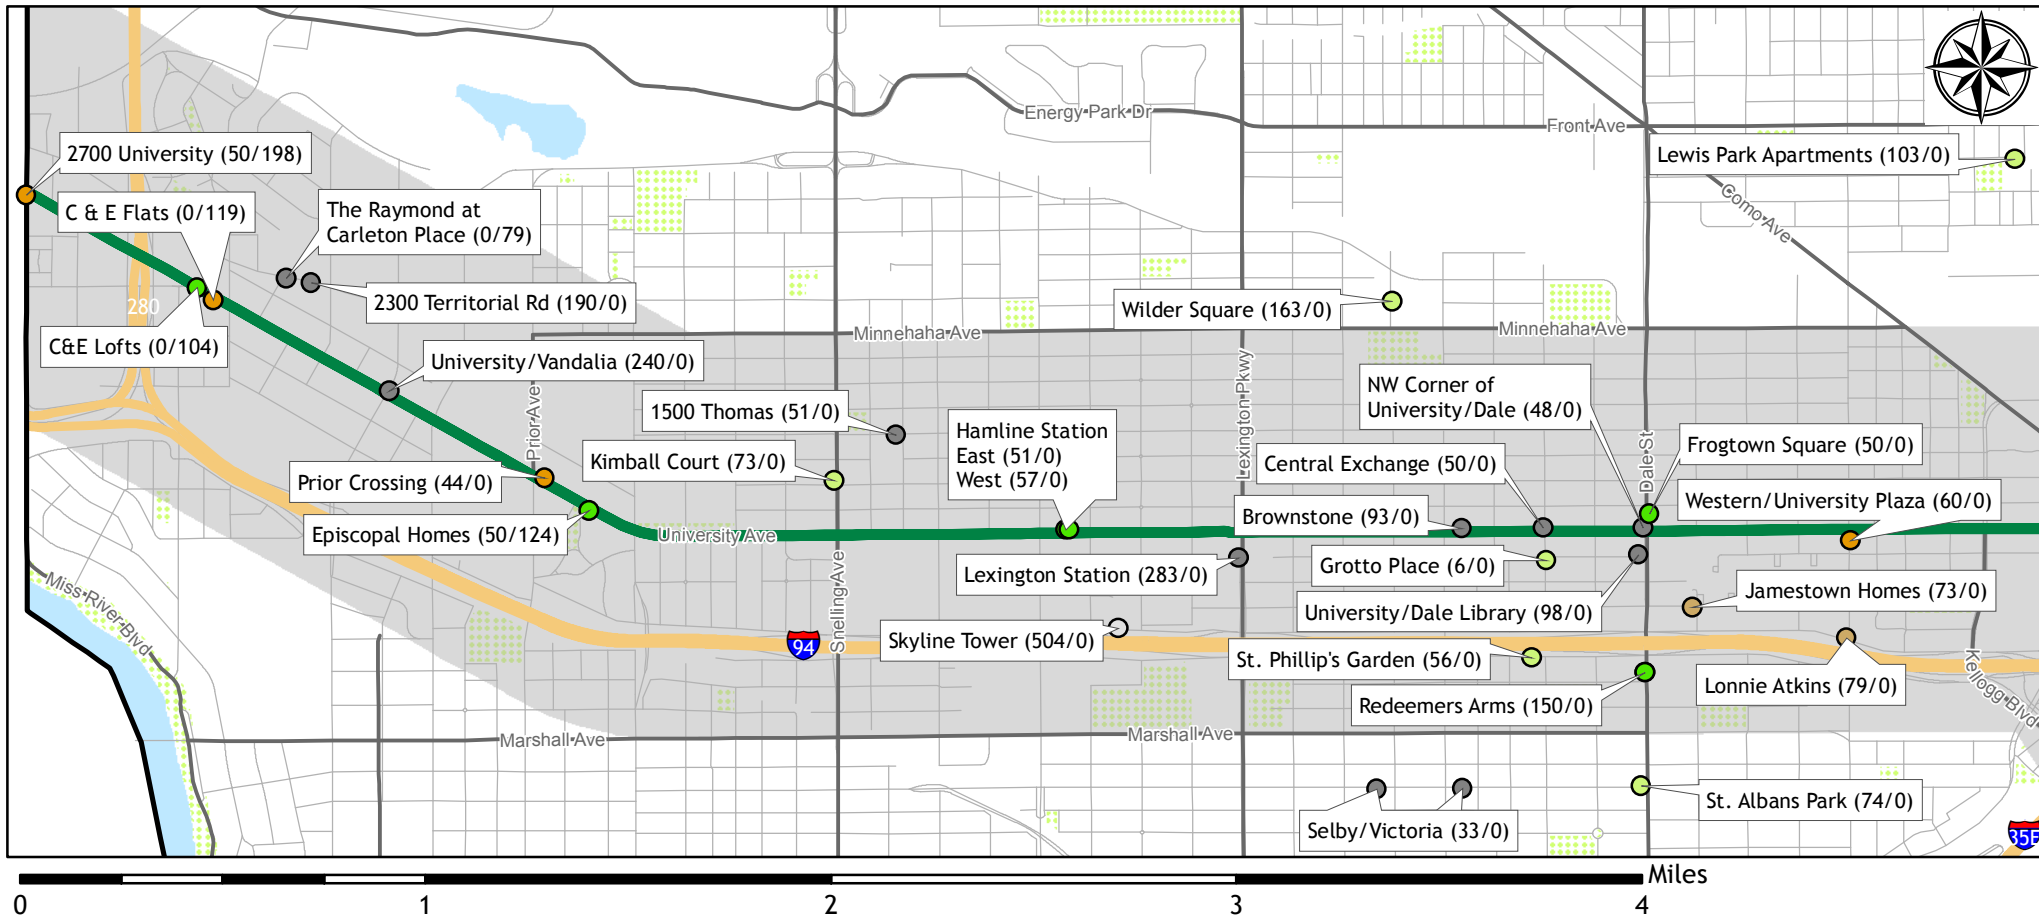 Energy Park Dr
Front Ave
2700 University (50/198)
Lewis Park Apartments (103/0)
C & E Flats (0/119)
The Raymond at
Carleton Place (0/79)
Como Ave
280
2300 Territorial Rd (190/0)
Wilder Square (163/0)
Minnehaha Ave
Minnehaha Ave
C&E Lofts (0/104)
University/Vandalia (240/0)
Lexington Pkwy
NW Corner of
University/Dale (48/0)
1500 Thomas (51/0)
Prior Ave
Hamline Station
East (51/0)
West (57/0)
Dale St
Frogtown Square (50/0)
Kimball Court (73/0)
Central Exchange (50/0)
Prior Crossing (44/0)
Western/University Plaza (60/0)
Brownstone (93/0)
Episcopal Homes (50/124)
University Ave
Lexington Station (283/0)
Grotto Place (6/0)
Snelling Ave
Miss River Blvd
University/Dale Library (98/0)
Jamestown Homes (73/0)
94
Skyline Tower (504/0)
St. Phillip's Garden (56/0)
Kellogg Blvd
Lonnie Atkins (79/0)
Redeemers Arms (150/0)
Marshall Ave
Marshall Ave
St. Albans Park (74/0)
Selby/Victoria (33/0)
35E
Miles
0 1 2 3 4